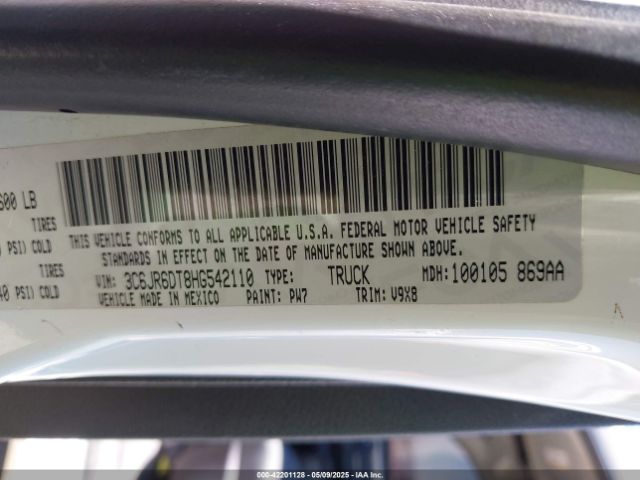 600 LB
TIRES
PSI) COLD
TIRES
40 PSI) COLD
THIS VEHICLE CONFORMS TO ALL APPLICABLE U.S.A. FEDERAL MOTOR VEHICLE SAFETY
STANDARDS IN EFFECT ON THE DATE OF MANUFACTURE SHOWN ABOVE.
VIN: 3C6JR6DT8HG542110 TYPE: TRUCK MDH: 100105 869AA
VEHICLE MADE IN MEXICO PAINT: PW7 TRIM: V9X8
000-42201128 - 05/09/2025 - IAA Inc.